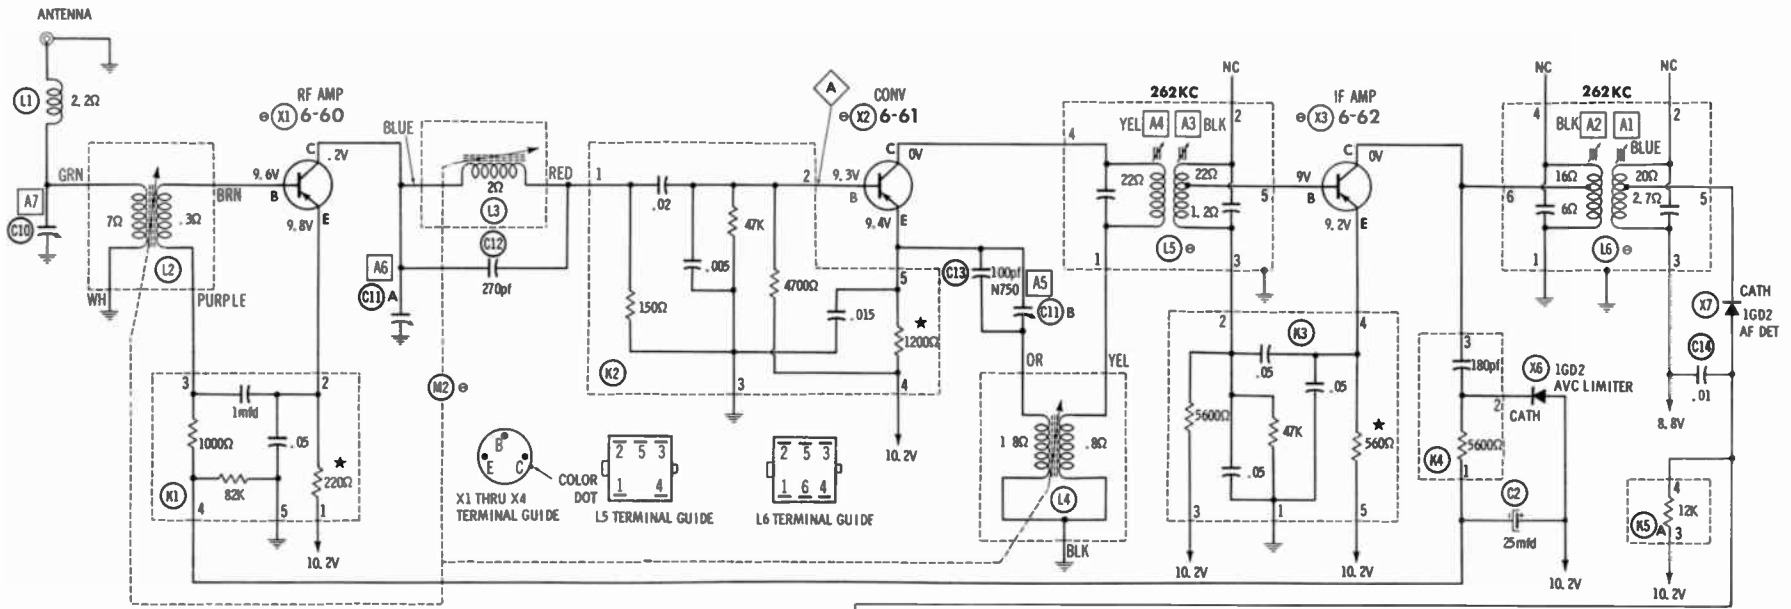 ANTENNA
L1
2.2Ω
A7
C10
GRN
7Ω
.3Ω
WH
L2
PURPLE
BRN
RF AMP
⊖ X1 6-60
C
.2V
9.6V
B
9.8V
E
BLUE
2Ω
L3
RED
C12
270pf
A6
C11 A
3
2
1mfd
1000Ω
.05
★
220Ω
82K
K1
4
5
1
10.2V
M2 ⊖
1
2
.02
47K
.005
4700Ω
150Ω
.015
K2
3
5
★
1200Ω
4
10.2V
A
CONV
⊖ X2 6-61
C
0V
9.3V
B
9.4V
E
C13
100pf
N750
A5
C11 B
OR
YEL
1 8Ω
.8Ω
L4
BLK
B
E
C
COLOR
DOT
X1 THRU X4
TERMINAL GUIDE
2 5 3
1 4
L5 TERMINAL GUIDE
2 5 3
1 6 4
L6 TERMINAL GUIDE
262KC
4
YEL
A4
A3
BLK
NC
2
22Ω
22Ω
1.2Ω
5
L5 ⊖
1
3
IF AMP
⊖ X3 6-62
C
0V
9V
B
9.2V
E
2
K3
4
.05
.05
5600Ω
47K
★
560Ω
.05
3
1
5
10.2V
10.2V
NC
NC
262KC
4
2
BLK
A2
A1
BLUE
16Ω
20Ω
6Ω
2.7Ω
6
5
L6 ⊖
1
3
3
180pf
X6
1GD2
AVC LIMITER
2
CATH
K4
5600Ω
1
C2
25mfd
10.2V
CATH
X7
1GD2
AF DET
C14
.01
8.8V
4
12K
K5 A
3
10.2V